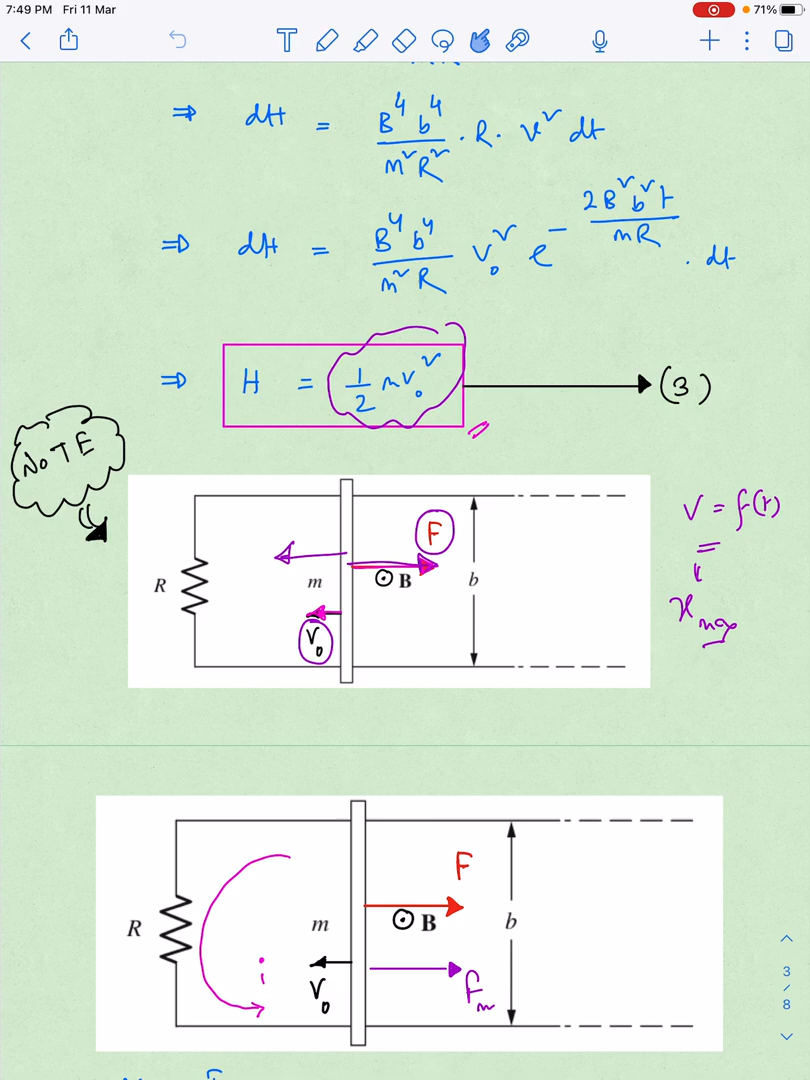 7:49 PM Fri 11 Mar
71%
⇒ dH = B⁴b⁴/m²R² · R · v² dt
⇒ dH = B⁴b⁴/m²R v₀² e^(-2B²b²t/mR) . dt
⇒ H = 1/2 mv₀² → (3)
NOTE
F
R
m
B
b
v₀
v = f(t)
x max
F
R
m
B
b
i
v₀
Fm
3
/
8